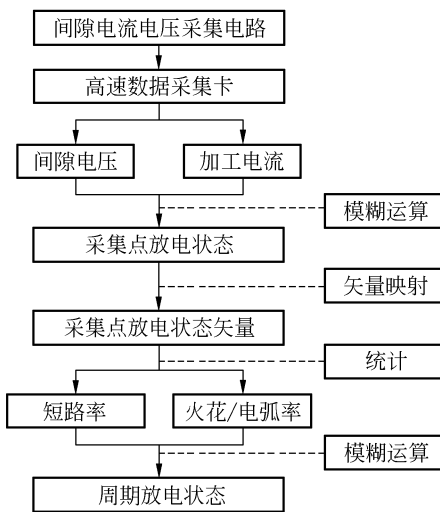 间隙电流电压采集电路
高速数据采集卡
间隙电压
加工电流
模糊运算
采集点放电状态
矢量映射
采集点放电状态矢量
统计
短路率
火花/电弧率
模糊运算
周期放电状态